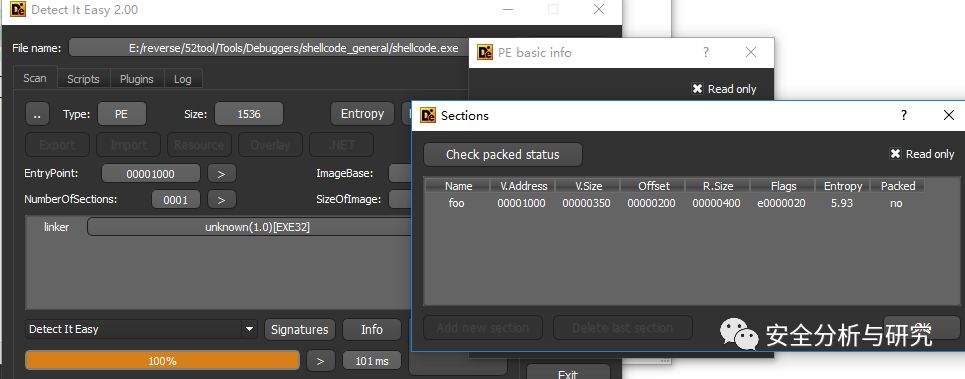 Detect It Easy 2.00
File name: E:/reverse/52tool/Tools/Debuggers/shellcode_general/shellcode.exe
Scan Scripts Plugins Log
.. Type: PE Size: 1536 Entropy
Export Import Resource Overlay .NET
EntryPoint: 00001000 > ImageBase:
NumberOfSections: 0001 > SizeOfImage:
linker unknown(1.0)[EXE32]
Detect It Easy Signatures Info
100% > 101 ms
Exit
PE basic info ?
Read only
Sections ?
Check packed status Read only
Name V.Address V.Size Offset R.Size Flags Entropy Packed
foo 00001000 00000350 00000200 00000400 e0000020 5.93 no
Add new section Delete last section
安全分析与研究